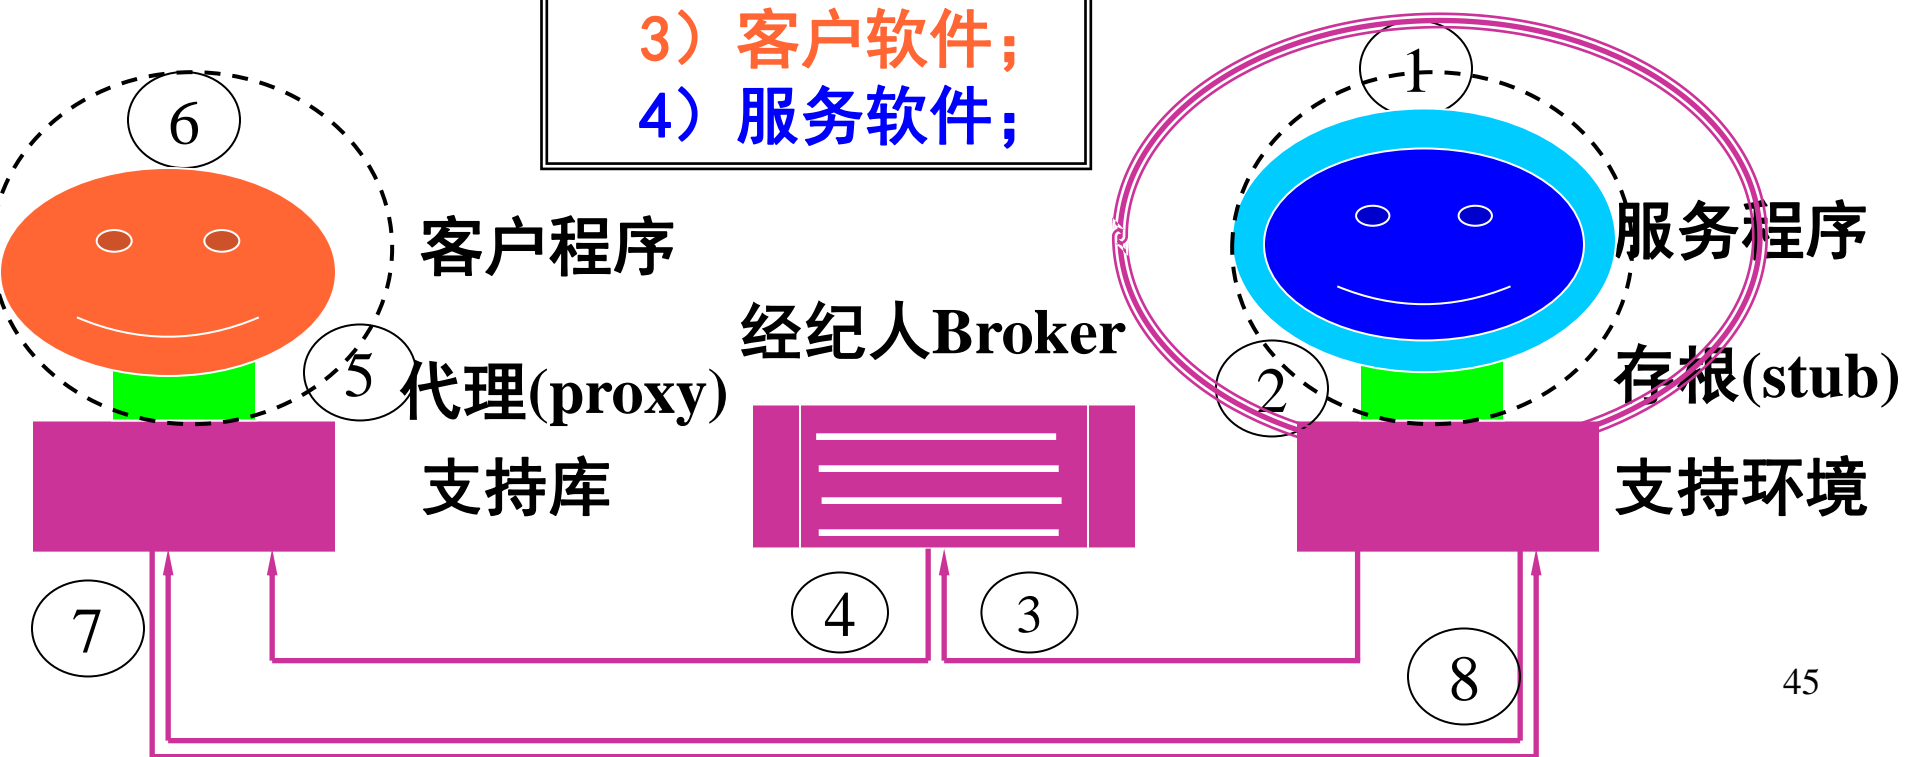 3）客户软件；
4）服务软件；
1
6
客户程序
服务程序
经纪人Broker
5
代理(proxy)
2
存根(stub)
支持库
支持环境
7
4
3
8
45